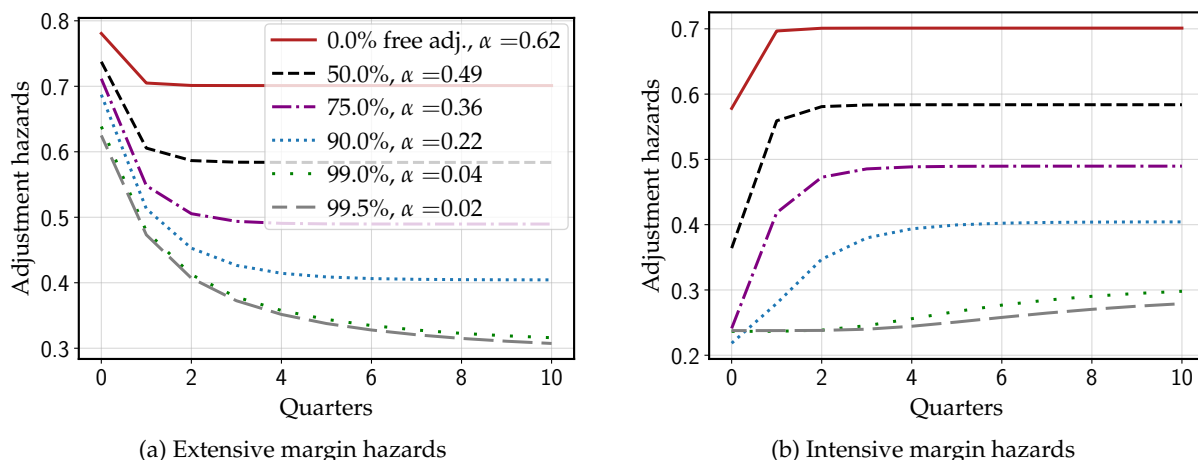 0.8
0.7
0.6
0.5
0.4
0.3
Adjustment hazards
0.0% free adj., α =0.62
50.0%, α =0.49
75.0%, α =0.36
90.0%, α =0.22
99.0%, α =0.04
99.5%, α =0.02
0 2 4 6 8 10
Quarters
(a) Extensive margin hazards
0.7
0.6
0.5
0.4
0.3
0.2
Adjustment hazards
0 2 4 6 8 10
Quarters
(b) Intensive margin hazards